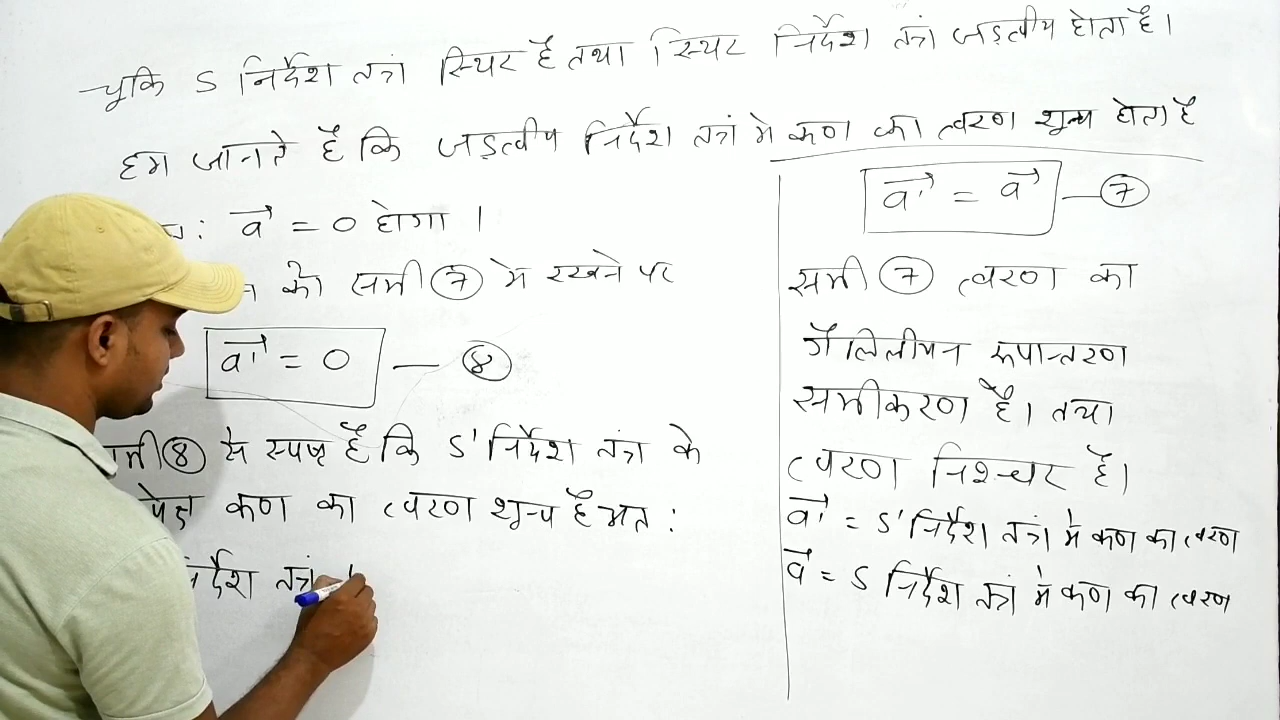 चूकि S निर्देश तंत्रं स्थिर है तथा स्थिर निर्देश तंत्रं जड़त्वीय होता है।
हम जानते है कि जड़त्वीय निर्देश तंत्रं मे कण का त्वरण शून्य होता है
: a⃗ = 0 होगा ।
को समी ⑦ मे रखने पर
a⃗' = 0 — ⑧
समी ⑧ से स्पष्ट है कि S' निर्देश तंत्रं के
कण का त्वरण शून्य है अत :
निर्देश तंत्रं
a⃗' = a⃗ — ⑦
समी ⑦ त्वरण का
गैलिलीयन रूपान्तरण
समीकरण है। तथा
त्वरण निश्चर है।
a⃗' = S' निर्देश तंत्रं मे कण का त्वरण
a⃗ = S निर्देश तंत्रं मे कण का त्वरण